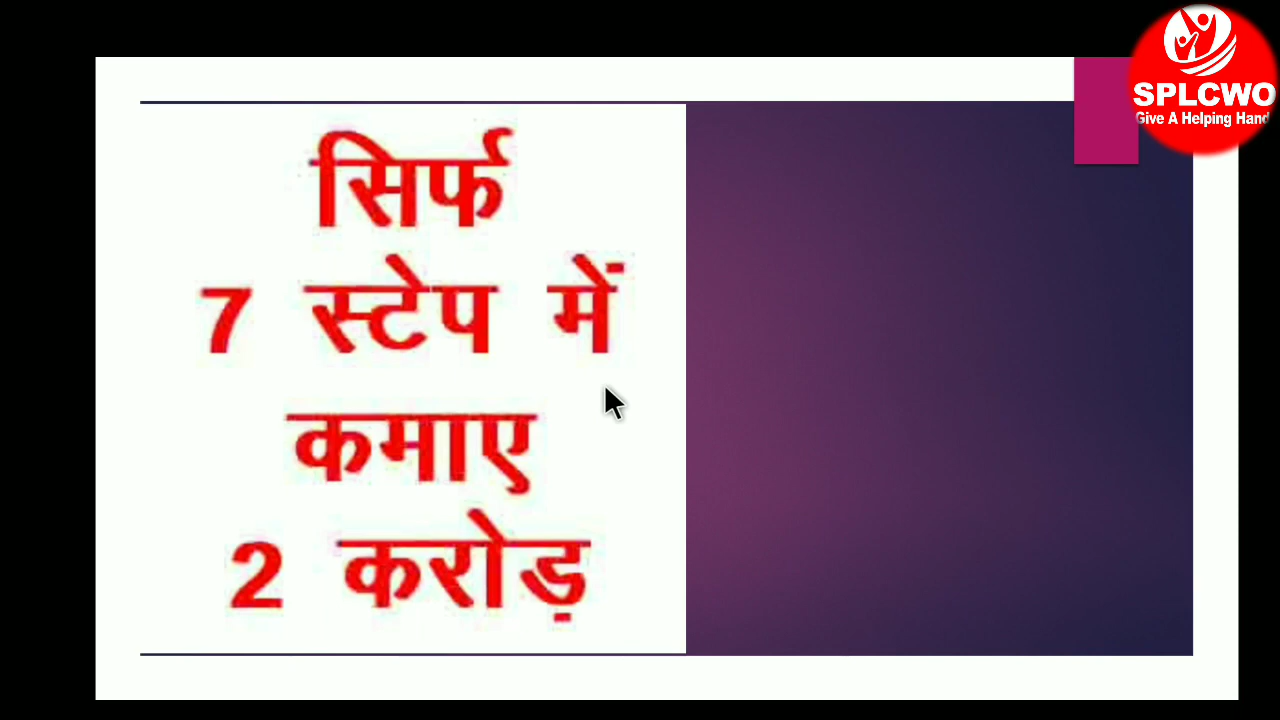 सिर्फ
7 स्टेप में
कमाए
2 करोड़
SPLCWO
Give A Helping Hand